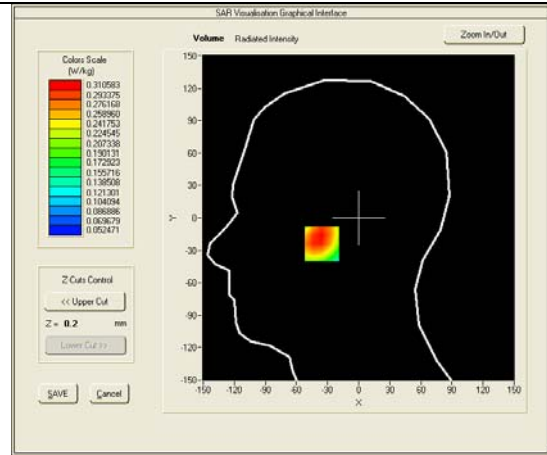 SAR Visualisation Graphical Interface
Volume Radiated Intensity
Zoom In/Out
Colors Scale
(W/kg)
0.310583
0.293375
0.276168
0.258960
0.241753
0.224545
0.207338
0.190131
0.172923
0.155716
0.138508
0.121301
0.104094
0.086886
0.069679
0.052471
Z Cuts Control
<< Upper Cut
Z = 0.2 mm
Lower Cut >>
SAVE
Cancel
150
120
90
60
30
0
-30
-60
-90
-120
-150
Y
-150 -120 -90 -60 -30 0 30 60 90 120 150
X